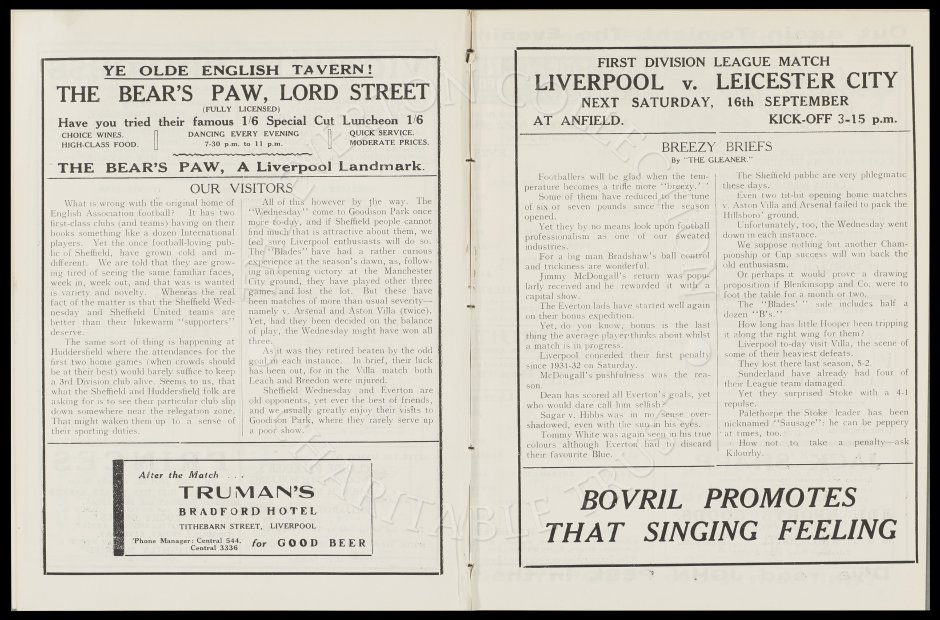 YE OLDE ENGLISH TAVERN!
THE BEAR'S PAW, LORD STREET
(FULLY LICENSED)
Have you tried their famous 1/6 Special Cut Luncheon 1/6
CHOICE WINES.
HIGH-CLASS FOOD.
DANCING EVERY EVENING
7-30 p.m. to 11 p.m.
QUICK SERVICE.
MODERATE PRICES.
THE BEAR'S PAW, A Liverpool Landmark.
OUR VISITORS
What is wrong with the original home of
English Association football? It has two
first-class clubs (and teams) having on their
books something like a dozen International
players. Yet the once football-loving pub-
lic of Sheffield, have grown cold and in-
different. We are told that they are grow-
ing tired of seeing the same familiar faces,
week in, week out, and that was is wanted
is variety and novelty. Whereas the real
fact of the matter is that the Sheffield Wed-
nesday and Sheffield United teams are
better than their lukewarm "supporters"
deserve.
The same sort of thing is happening at
Huddersfield where the attendances for the
first two home games (when crowds should
be at their best) would barely suffice to keep
a 3rd Division club alive. Seems to us, that
what the Sheffield and Huddersfield folk are
asking for is to see their particular club slip
down somewhere near the relegation zone.
That might waken them up to a sense of
their sporting duties.
All of this however by the way. The
"Wednesday" come to Goodison Park once
more to-day, and if Sheffield people cannot
find much that is attractive about them, we
feel sure Liverpool enthusiasts will do so.
The "Blades" have had a rather curious
experience at the season's dawn, as, follow-
ing an opening victory at the Manchester
City ground, they have played other three
games and lost the lot. But these have
been matches of more than usual severity—
namely v. Arsenal and Aston Villa (twice).
Yet, had they been decided on the balance
of play, the Wednesday might have won all
three.
As it was they retired beaten by the odd
goal in each instance. In brief, their luck
has been out, for in the Villa match both
Leach and Breedon were injured.
Sheffield Wednesday and Everton are
old opponents, yet ever the best of friends,
and we usually greatly enjoy their visits to
Goodison Park, where they rarely serve up
a poor show.
After the Match . . .
TRUMAN'S
BRADFORD HOTEL
TITHEBARN STREET, LIVERPOOL
'Phone Manager: Central 544.
Central 3336
for GOOD BEER
FIRST DIVISION LEAGUE MATCH
LIVERPOOL v. LEICESTER CITY
NEXT SATURDAY, 16th SEPTEMBER
AT ANFIELD.
KICK-OFF 3-15 p.m.
BREEZY BRIEFS
By "THE GLEANER."
Footballers will be glad when the tem-
perature becomes a trifle more "breezy."
Some of them have reduced to the tune
of six or seven pounds since the season
opened.
Yet they by no means look upon football
professionalism as one of our sweated
industries.
For a big man Bradshaw's ball control
and trickiness are wonderful.
Jimmy McDougall's return was popu-
larly received and he rewarded it with a
capital show.
The Everton lads have started well again
on their bonus expedition.
Yet, do you know, bonus is the last
thing the average player thinks about whilst
a match is in progress.
Liverpool conceded their first penalty
since 1931-32 on Saturday.
McDougall's pushfulness was the rea-
son.
Dean has scored all Everton's goals, yet
who would dare call him selfish?
Sagar v. Hibbs was in no sense over-
shadowed, even with the sun in his eyes.
Tommy White was again seen in his true
colours although Everton had to discard
their favourite Blue.
The Sheffield public are very phlegmatic
these days.
Even two tit-bit opening home matches
v. Aston Villa and Arsenal failed to pack the
Hillsboro' ground.
Unfortunately, too, the Wednesday went
down in each instance.
We suppose nothing but another Cham-
pionship or Cup success will win back the
old enthusiasm.
Or perhaps it would prove a drawing
proposition if Blenkinsopp and Co. were to
foot the table for a month or two.
The "Blades" side includes half a
dozen "B's."
How long has little Hooper been tripping
it along the right wing for them?
Liverpool to-day visit Villa, the scene of
some of their heaviest defeats.
They lost there last season, 5-2.
Sunderland have already had four of
their League team damaged.
Yet they surprised Stoke with a 4-1
repulse.
Palethorpe the Stoke leader has been
nicknamed "Sausage": he can be peppery
at times, too.
How not to take a penalty—ask
Kilourhy.
BOVRIL PROMOTES
THAT SINGING FEELING